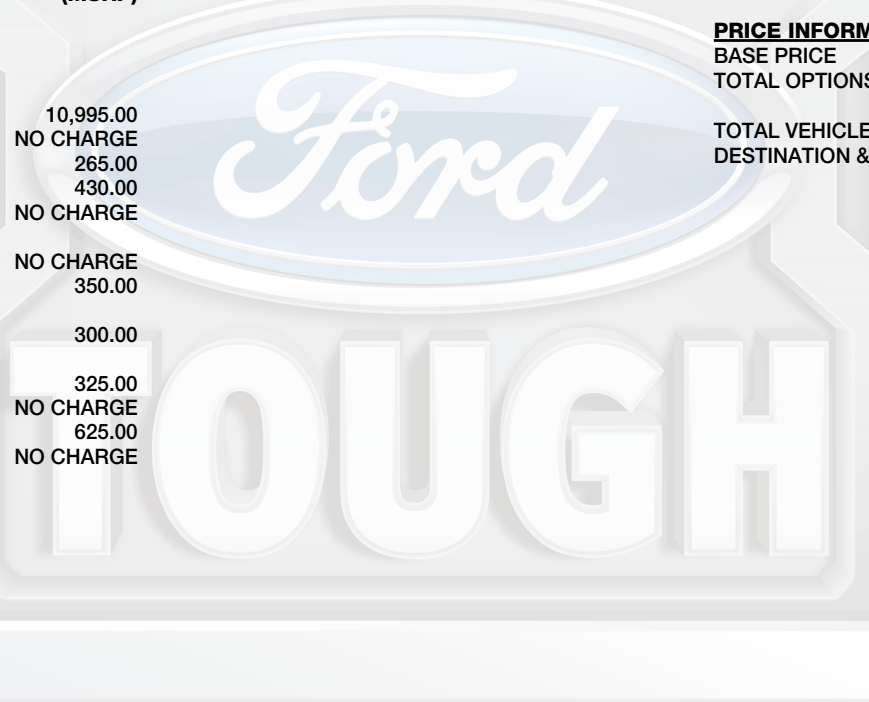 10,995.00
NO CHARGE
265.00
430.00
NO CHARGE
NO CHARGE
350.00
300.00
325.00
NO CHARGE
625.00
NO CHARGE
PRICE INFORM
BASE PRICE
TOTAL OPTIONS
TOTAL VEHICLE
DESTINATION &
Ford
TOUGH